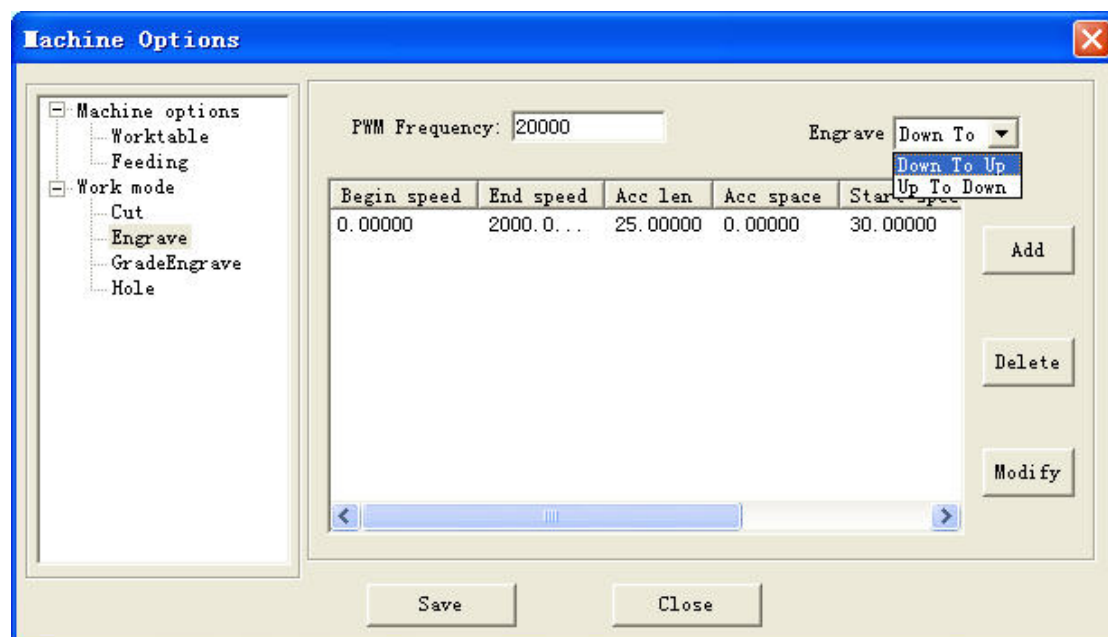 Machine Options
Machine options
Worktable
Feeding
Work mode
Cut
Engrave
GradeEngrave
Hole
PWM Frequency: 20000
Engrave Down To
Down To Up
Up To Down
Begin speed End speed Acc len Acc space
0.00000 2000.0... 25.00000 0.00000 30.00000
Add
Delete
Modify
Save Close